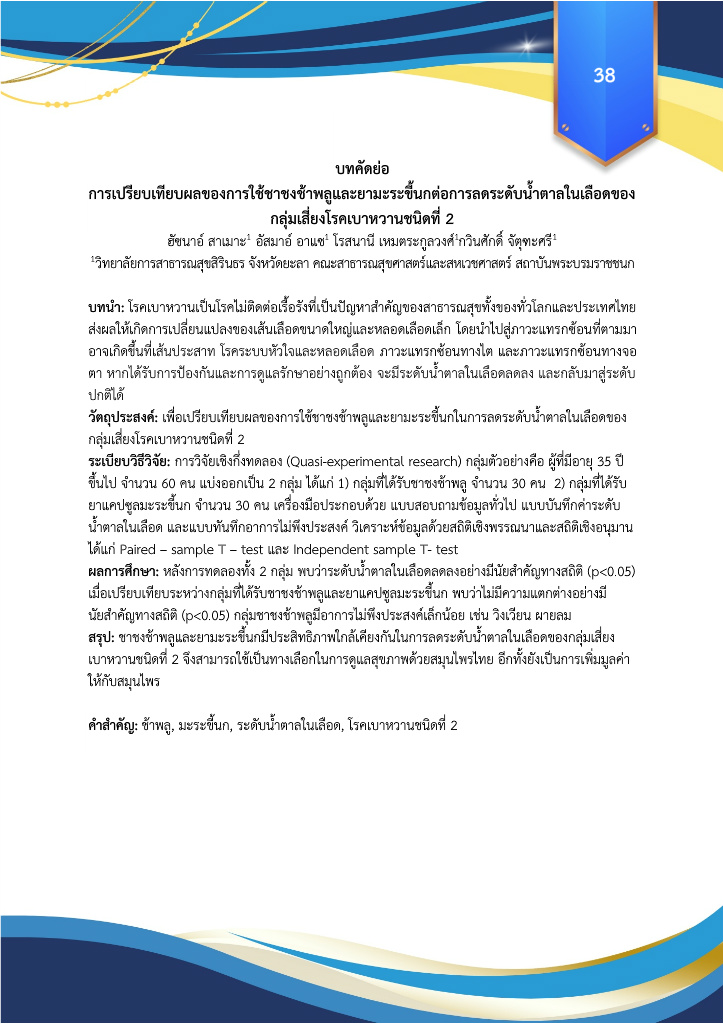 38
บทคัดย่อ
การเปรียบเทียบผลของการใช้ชาชงช้าพลูและยามะระขี้นกต่อการลดระดับน้ำตาลในเลือดของ
กลุ่มเสี่ยงโรคเบาหวานชนิดที่ 2
ฮัซนาอ์ สาเมาะ¹ อัสมาอ์ อาแซ¹ โรสนานี เหมตระกูลวงศ์¹กวินศักดิ์ จัตุฑะศรี¹
¹วิทยาลัยการสาธารณสุขสิรินธร จังหวัดยะลา คณะสาธารณสุขศาสตร์และสหเวชศาสตร์ สถาบันพระบรมราชชนก
บทนำ: โรคเบาหวานเป็นโรคไม่ติดต่อเรื้อรังที่เป็นปัญหาสำคัญของสาธารณสุขทั้งของทั่วโลกและประเทศไทย
ส่งผลให้เกิดการเปลี่ยนแปลงของเส้นเลือดขนาดใหญ่และหลอดเลือดเล็ก โดยนำไปสู่ภาวะแทรกซ้อนที่ตามมา
อาจเกิดขึ้นที่เส้นประสาท โรคระบบหัวใจและหลอดเลือด ภาวะแทรกซ้อนทางไต และภาวะแทรกซ้อนทางจอ
ตา หากได้รับการป้องกันและการดูแลรักษาอย่างถูกต้อง จะมีระดับน้ำตาลในเลือดลดลง และกลับมาสู่ระดับ
ปกติได้
วัตถุประสงค์: เพื่อเปรียบเทียบผลของการใช้ชาชงช้าพลูและยามะระขี้นกในการลดระดับน้ำตาลในเลือดของ
กลุ่มเสี่ยงโรคเบาหวานชนิดที่ 2
ระเบียบวิธีวิจัย: การวิจัยเชิงกึ่งทดลอง (Quasi-experimental research) กลุ่มตัวอย่างคือ ผู้ที่มีอายุ 35 ปี
ขึ้นไป จำนวน 60 คน แบ่งออกเป็น 2 กลุ่ม ได้แก่ 1) กลุ่มที่ได้รับชาชงช้าพลู จำนวน 30 คน 2) กลุ่มที่ได้รับ
ยาแคปซูลมะระขี้นก จำนวน 30 คน เครื่องมือประกอบด้วย แบบสอบถามข้อมูลทั่วไป แบบบันทึกค่าระดับ
น้ำตาลในเลือด และแบบทันทึกอาการไม่พึงประสงค์ วิเคราะห์ข้อมูลด้วยสถิติเชิงพรรณนาและสถิติเชิงอนุมาน
ได้แก่ Paired – sample T – test และ Independent sample T- test
ผลการศึกษา: หลังการทดลองทั้ง 2 กลุ่ม พบว่าระดับน้ำตาลในเลือดลดลงอย่างมีนัยสำคัญทางสถิติ (p<0.05)
เมื่อเปรียบเทียบระหว่างกลุ่มที่ได้รับชาชงช้าพลูและยาแคปซูลมะระขี้นก พบว่าไม่มีความแตกต่างอย่างมี
นัยสำคัญทางสถิติ (p<0.05) กลุ่มชาชงช้าพลูมีอาการไม่พึงประสงค์เล็กน้อย เช่น วิงเวียน ผายลม
สรุป: ชาชงช้าพลูและยามะระขี้นกมีประสิทธิภาพใกล้เคียงกันในการลดระดับน้ำตาลในเลือดของกลุ่มเสี่ยง
เบาหวานชนิดที่ 2 จึงสามารถใช้เป็นทางเลือกในการดูแลสุขภาพด้วยสมุนไพรไทย อีกทั้งยังเป็นการเพิ่มมูลค่า
ให้กับสมุนไพร
คำสำคัญ: ช้าพลู, มะระขี้นก, ระดับน้ำตาลในเลือด, โรคเบาหวานชนิดที่ 2